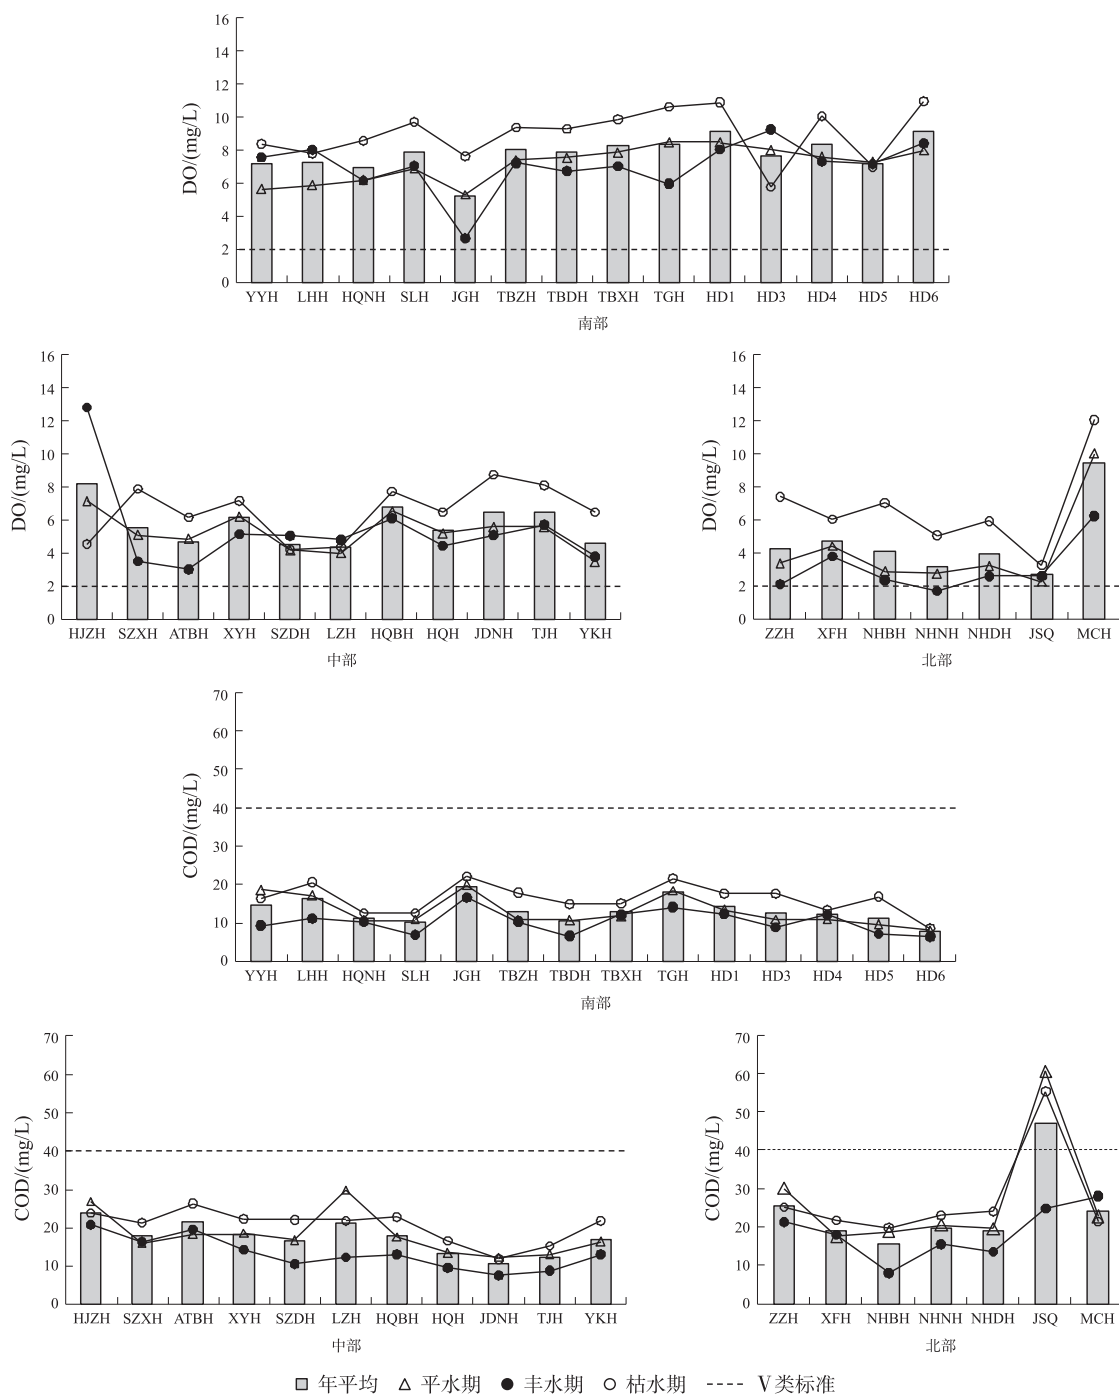 DO/(mg/L)
16
14
12
10
8
6
4
2
0
YYH LHH HQNH SLH JGH TBZH TBDH TBXH TGH HD1 HD3 HD4 HD5 HD6
南部
DO/(mg/L)
16
14
12
10
8
6
4
2
0
HJZH SZXH ATBH XYH SZDH LZH HQBH HQH JDNH TJH YKH
中部
DO/(mg/L)
16
14
12
10
8
6
4
2
0
ZZH XFH NHBH NHNH NHDH JSQ MCH
北部
COD/(mg/L)
70
60
50
40
30
20
10
0
YYH LHH HQNH SLH JGH TBZH TBDH TBXH TGH HD1 HD3 HD4 HD5 HD6
南部
COD/(mg/L)
70
60
50
40
30
20
10
0
HJZH SZXH ATBH XYH SZDH LZH HQBH HQH JDNH TJH YKH
中部
COD/(mg/L)
70
60
50
40
30
20
10
0
ZZH XFH NHBH NHNH NHDH JSQ MCH
北部
年平均 平水期 丰水期 枯水期 Ⅴ类标准